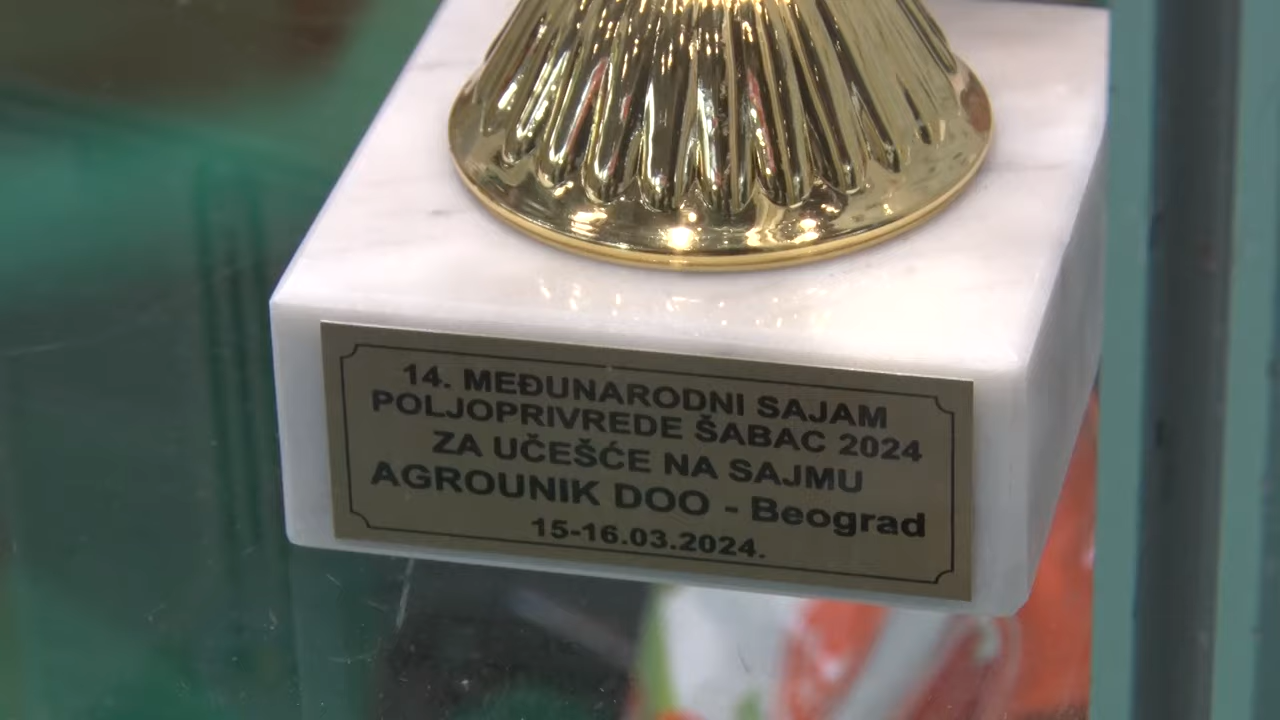 14. MEĐUNARODNI SAJAM
POLJOPRIVREDE ŠABAC 2024
ZA UČEŠĆE NA SAJMU
AGROUNIK DOO - Beograd
15-16.03.2024.